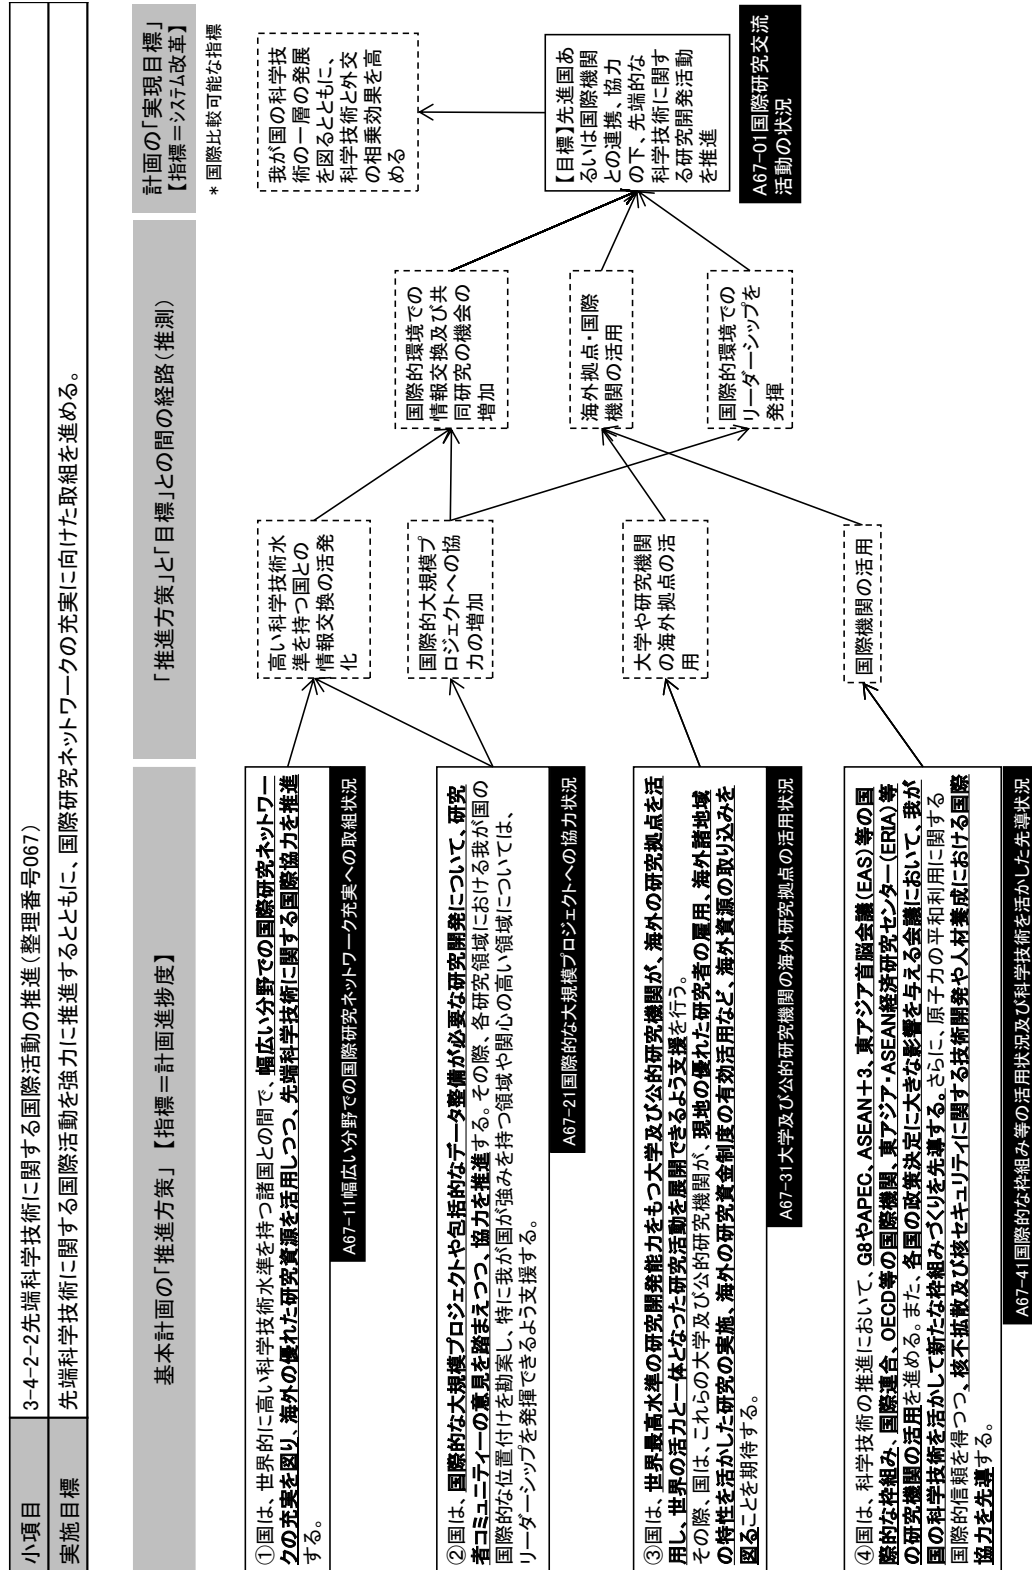 小項目
3-4-2-2先端科学技術に関する国際活動の推進(整理番号067)
実施目標
先端科学技術に関する国際活動を強力に推進するとともに、国際研究ネットワークの充実に向けた取組を進める。
基本計画の「推進方策」【指標＝計画進捗度】
「推進方策」と「目標」との間の経路(推測)
計画の「実現目標」
【指標＝システム改革】
＊国際比較可能な指標
①国は、世界的に高い科学技術水準を持つ諸国との間で、幅広い分野での国際研究ネットワー
クの充実を図り、海外の優れた研究資源を活用しつつ、先端科学技術に関する国際協力を推進
する。
A67-11幅広い分野での国際研究ネットワーク充実への取組状況
②国は、国際的な大規模プロジェクトや包括的なデータ整備が必要な研究開発について、研究
者コミュニティーの意見を踏まえつつ、協力を推進する。その際、各研究領域における我が国の
国際的な位置付けを勘案し、特に我が国が強みを持つ領域や関心の高い領域については、
リーダーシップを発揮できるよう支援する。
A67-21国際的な大規模プロジェクトへの協力状況
③国は、世界最高水準の研究開発能力をもつ大学及び公的研究機関が、海外の研究拠点を活
用し、世界の活力と一体となった研究活動を展開できるよう支援を行う。
その際、国は、これらの大学及び公的研究機関が、現地の優れた研究者の雇用、海外諸地域
の特性を活かした研究の実施、海外の研究資金制度の有効活用など、海外資源の取り込みを
図ることを期待する。
A67-31大学及び公的研究機関の海外研究拠点の活用状況
④国は、科学技術の推進において、G8やAPEC、ASEAN＋3、東アジア首脳会議(EAS)等の国
際的な枠組み、国際連合、OECD等の国際機関、東アジア・ASEAN経済研究センター(ERIA)等
の研究機関の活用を進める。また、各国の政策決定に大きな影響を与える会議において、我が
国の科学技術を活かして新たな枠組みづくりを先導する。さらに、原子力の平和利用に関する
国際的信頼を得つつ、核不拡散及び核セキュリティに関する技術開発や人材養成における国際
協力を先導する。
A67-41国際的な枠組み等の活用状況及び科学技術を活かした先導状況
高い科学技術水
準を持つ国との
情報交換の活発
化
国際的大規模プ
ロジェクトへの協
力の増加
大学や研究機関
の海外拠点の活
用
国際機関の活用
国際的環境での
情報交換及び共
同研究の機会の
増加
海外拠点・国際
機関の活用
国際的環境での
リーダーシップを
発揮
我が国の科学技
術の一層の発展
を図るとともに、
科学技術と外交
の相乗効果を高
める
【目標】先進国あ
るいは国際機関
との連携、協力
の下、先端的な
科学技術に関す
る研究開発活動
を推進
A67-01国際研究交流
活動の状況